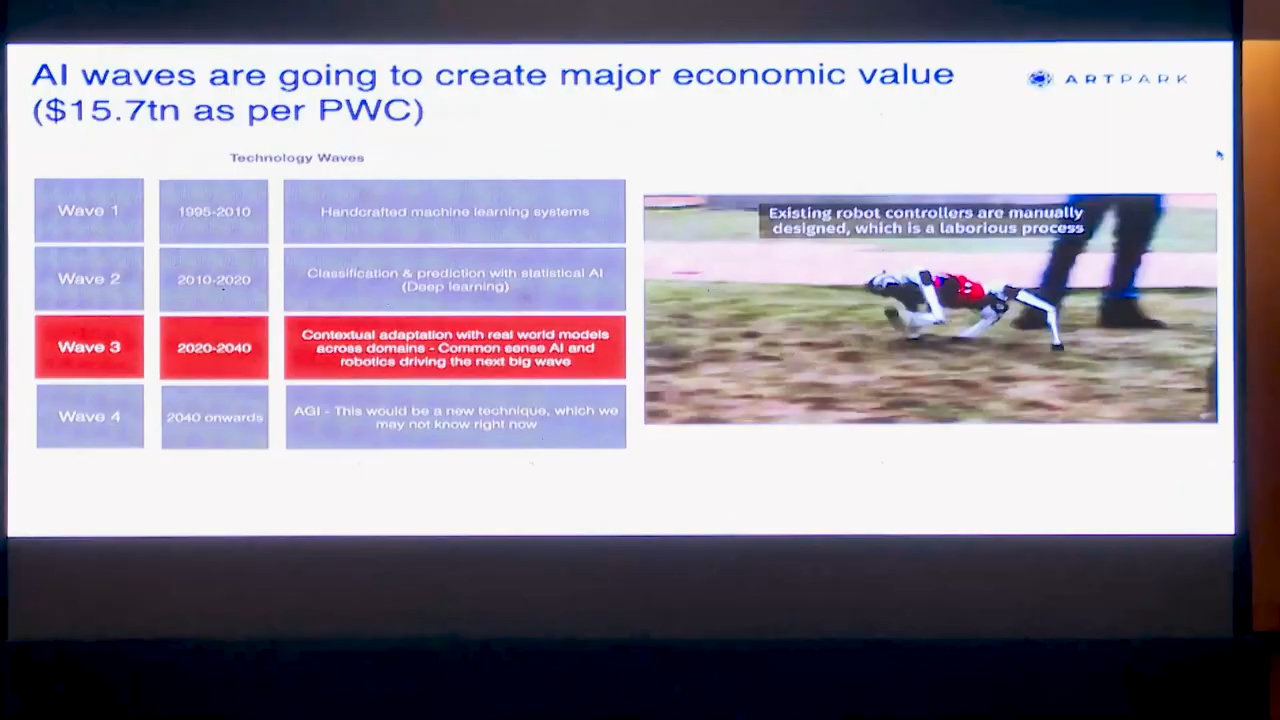 AI waves are going to create major economic value
($15.7tn as per PWC)
ARTPARK
Technology Waves
Wave 1
1995-2010
Handcrafted machine learning systems
Wave 2
2010-2020
Classification & prediction with statistical AI
(Deep learning)
Wave 3
2020-2040
Contextual adaptation with real world models
across domains - Common sense AI and
robotics driving the next big wave
Wave 4
2040 onwards
AGI - This would be a new technique, which we
may not know right now
Existing robot controllers are manually
designed, which is a laborious process